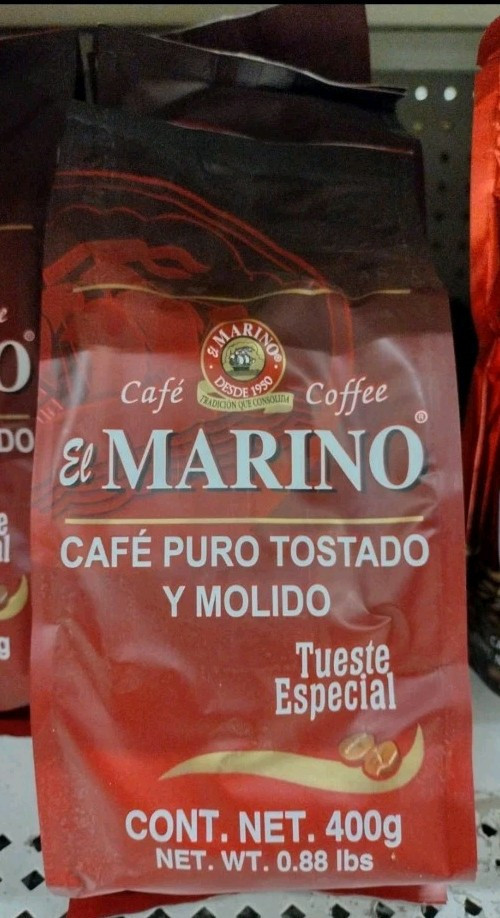 El MARINO®
DESDE 1950
TRADICIÓN QUE CONSOLIDA
Café Coffee
El MARINO®
CAFÉ PURO TOSTADO
Y MOLIDO
Tueste
Especial
CONT. NET. 400g
NET. WT. 0.88 lbs